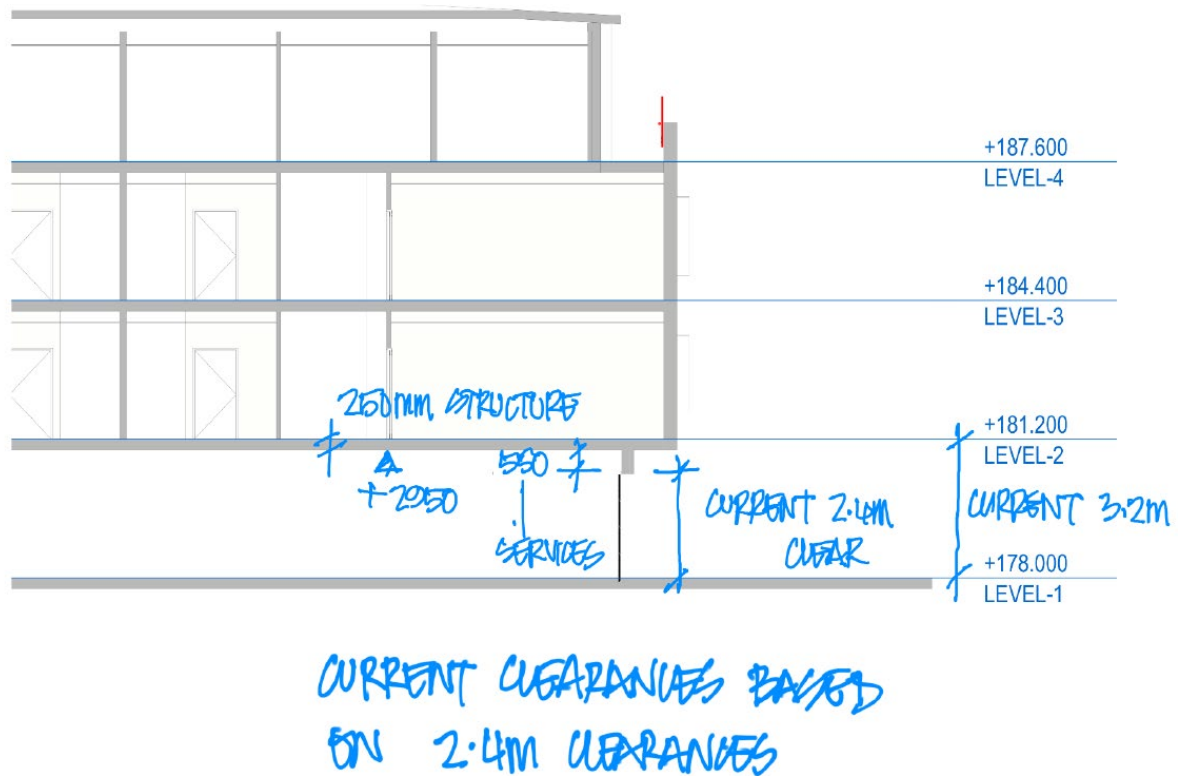 +187.600
LEVEL-4
+184.400
LEVEL-3
250mm STRUCTURE
+181.200
LEVEL-2
550
+2950
SERVICES
CURRENT 2.4m
CLEAR
CURRENT 3.2m
+178.000
LEVEL-1
CURRENT CLEARANCES BASED
ON 2.4M CLEARANCES